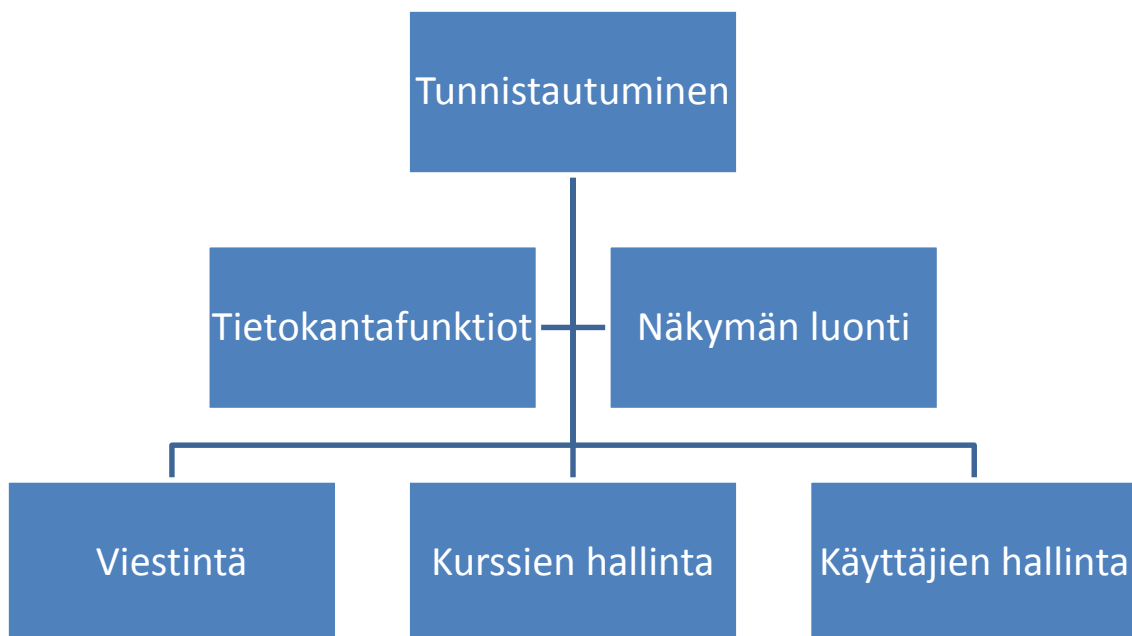 Tunnistautuminen
Tietokantafunktiot
Näkymän luonti
Viestintä
Kurssien hallinta
Käyttäjien hallinta